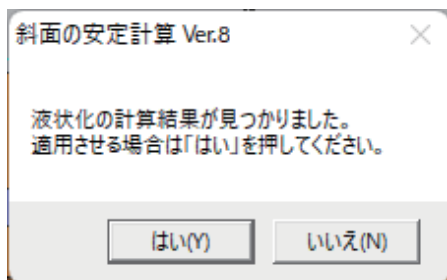 斜面の安定計算 Ver.8
液状化の計算結果が見つかりました。
適用させる場合は「はい」を押してください。
はい(Y)
いいえ(N)